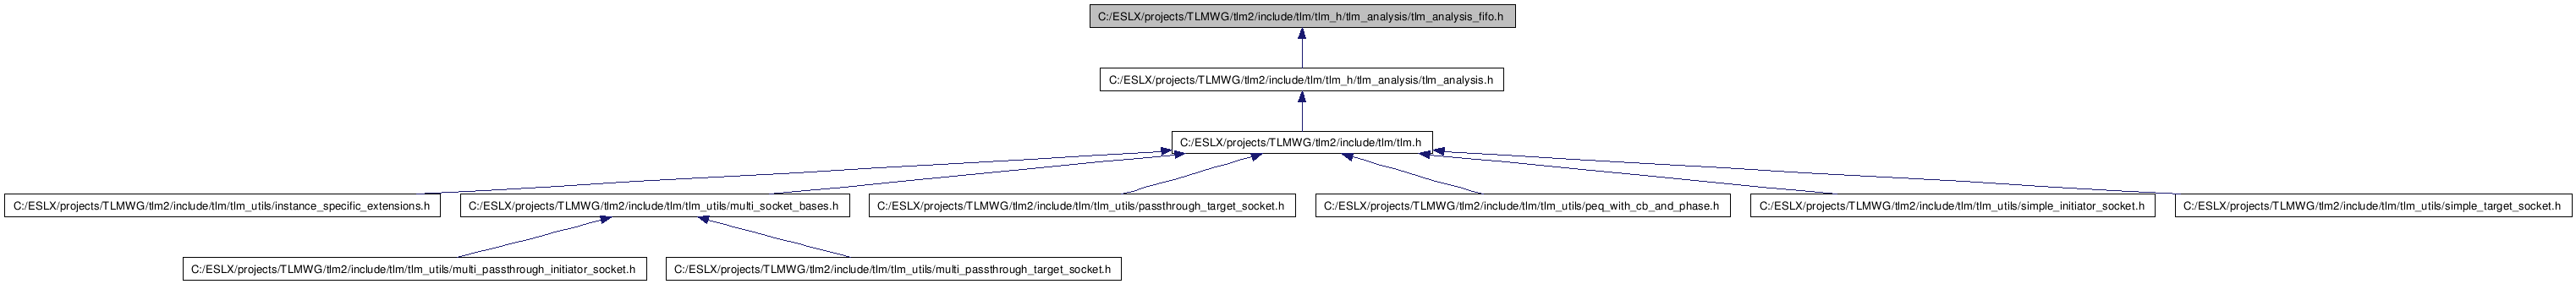 C:/ESLX/projects/TLMWG/tlm2/include/tlm/tlm_h/tlm_analysis/tlm_analysis_fifo.h
C:/ESLX/projects/TLMWG/tlm2/include/tlm/tlm_h/tlm_analysis/tlm_analysis.h
C:/ESLX/projects/TLMWG/tlm2/include/tlm/tlm.h
C:/ESLX/projects/TLMWG/tlm2/include/tlm/tlm_utils/instance_specific_extensions.h
C:/ESLX/projects/TLMWG/tlm2/include/tlm/tlm_utils/multi_socket_bases.h
C:/ESLX/projects/TLMWG/tlm2/include/tlm/tlm_utils/passthrough_target_socket.h
C:/ESLX/projects/TLMWG/tlm2/include/tlm/tlm_utils/peq_with_cb_and_phase.h
C:/ESLX/projects/TLMWG/tlm2/include/tlm/tlm_utils/simple_initiator_socket.h
C:/ESLX/projects/TLMWG/tlm2/include/tlm/tlm_utils/simple_target_socket.h
C:/ESLX/projects/TLMWG/tlm2/include/tlm/tlm_utils/multi_passthrough_initiator_socket.h
C:/ESLX/projects/TLMWG/tlm2/include/tlm/tlm_utils/multi_passthrough_target_socket.h